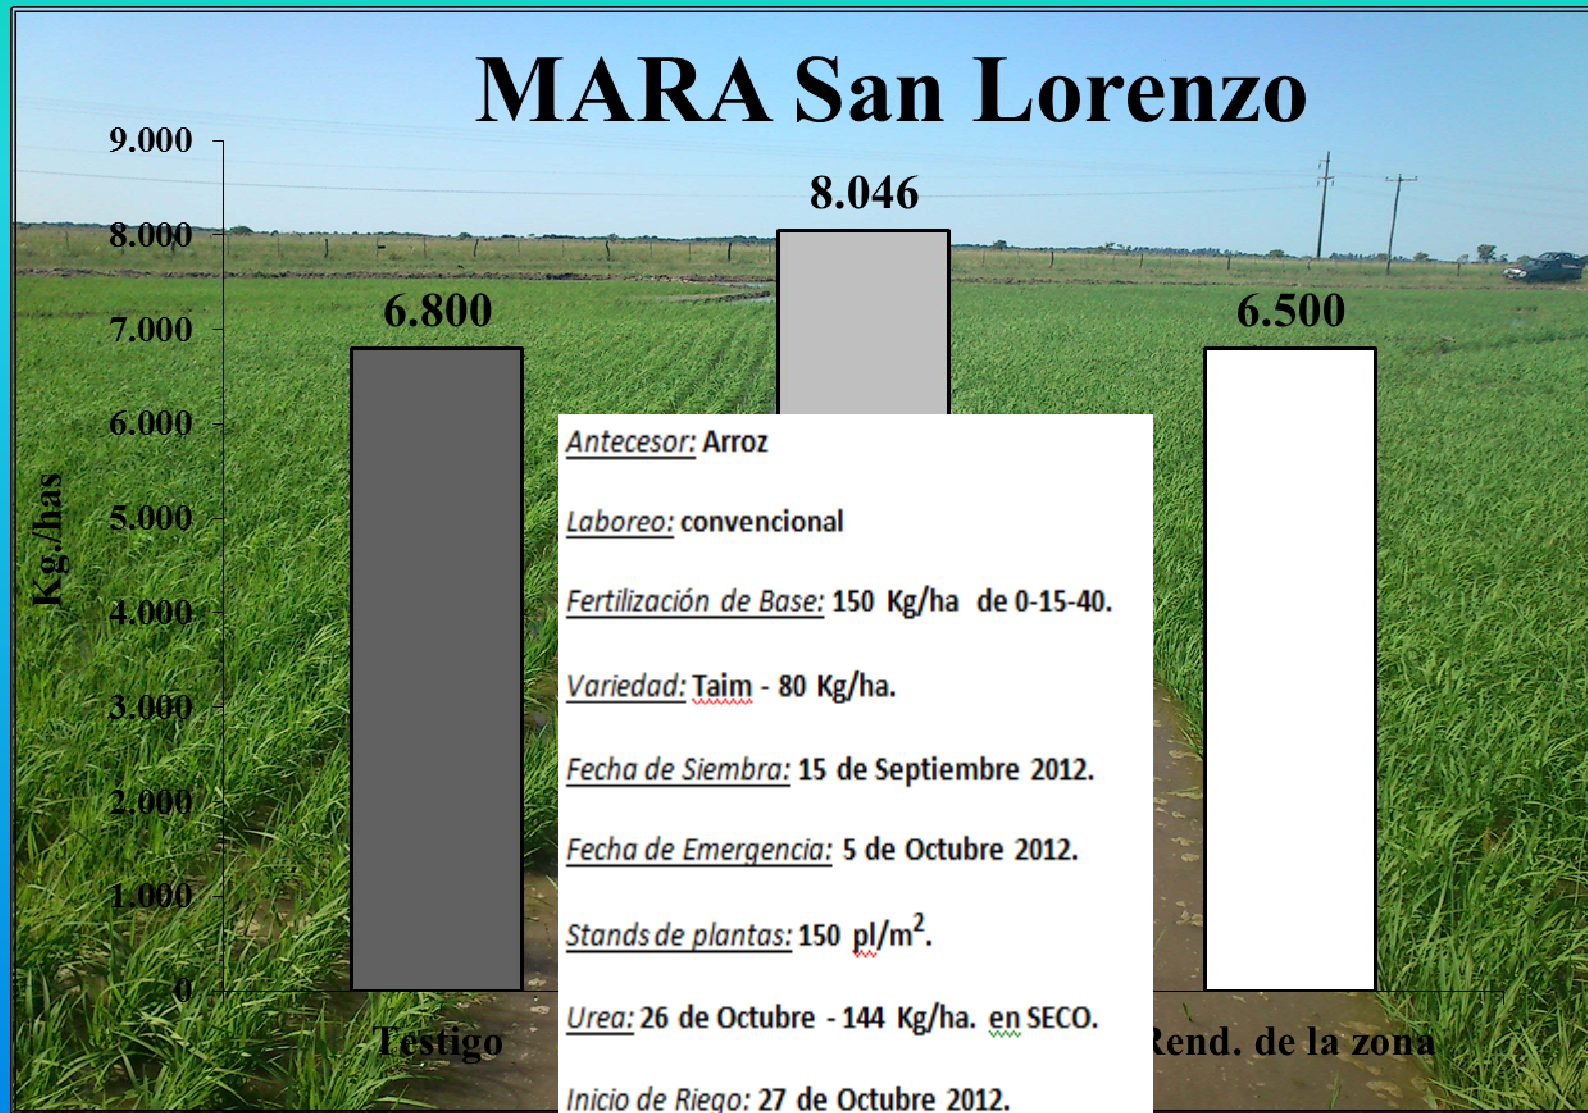 MARA San Lorenzo
9.000
8.000
7.000
6.000
5.000
4.000
3.000
2.000
1.000
0
Kg./has
6.800
8.046
6.500
Testigo
Rend. de la zona
Antecesor: Arroz
Laboreo: convencional
Fertilización de Base: 150 Kg/ha de 0-15-40.
Variedad: Taim - 80 Kg/ha.
Fecha de Siembra: 15 de Septiembre 2012.
Fecha de Emergencia: 5 de Octubre 2012.
Stands de plantas: 150 pl/m².
Urea: 26 de Octubre - 144 Kg/ha. en SECO.
Inicio de Riego: 27 de Octubre 2012.